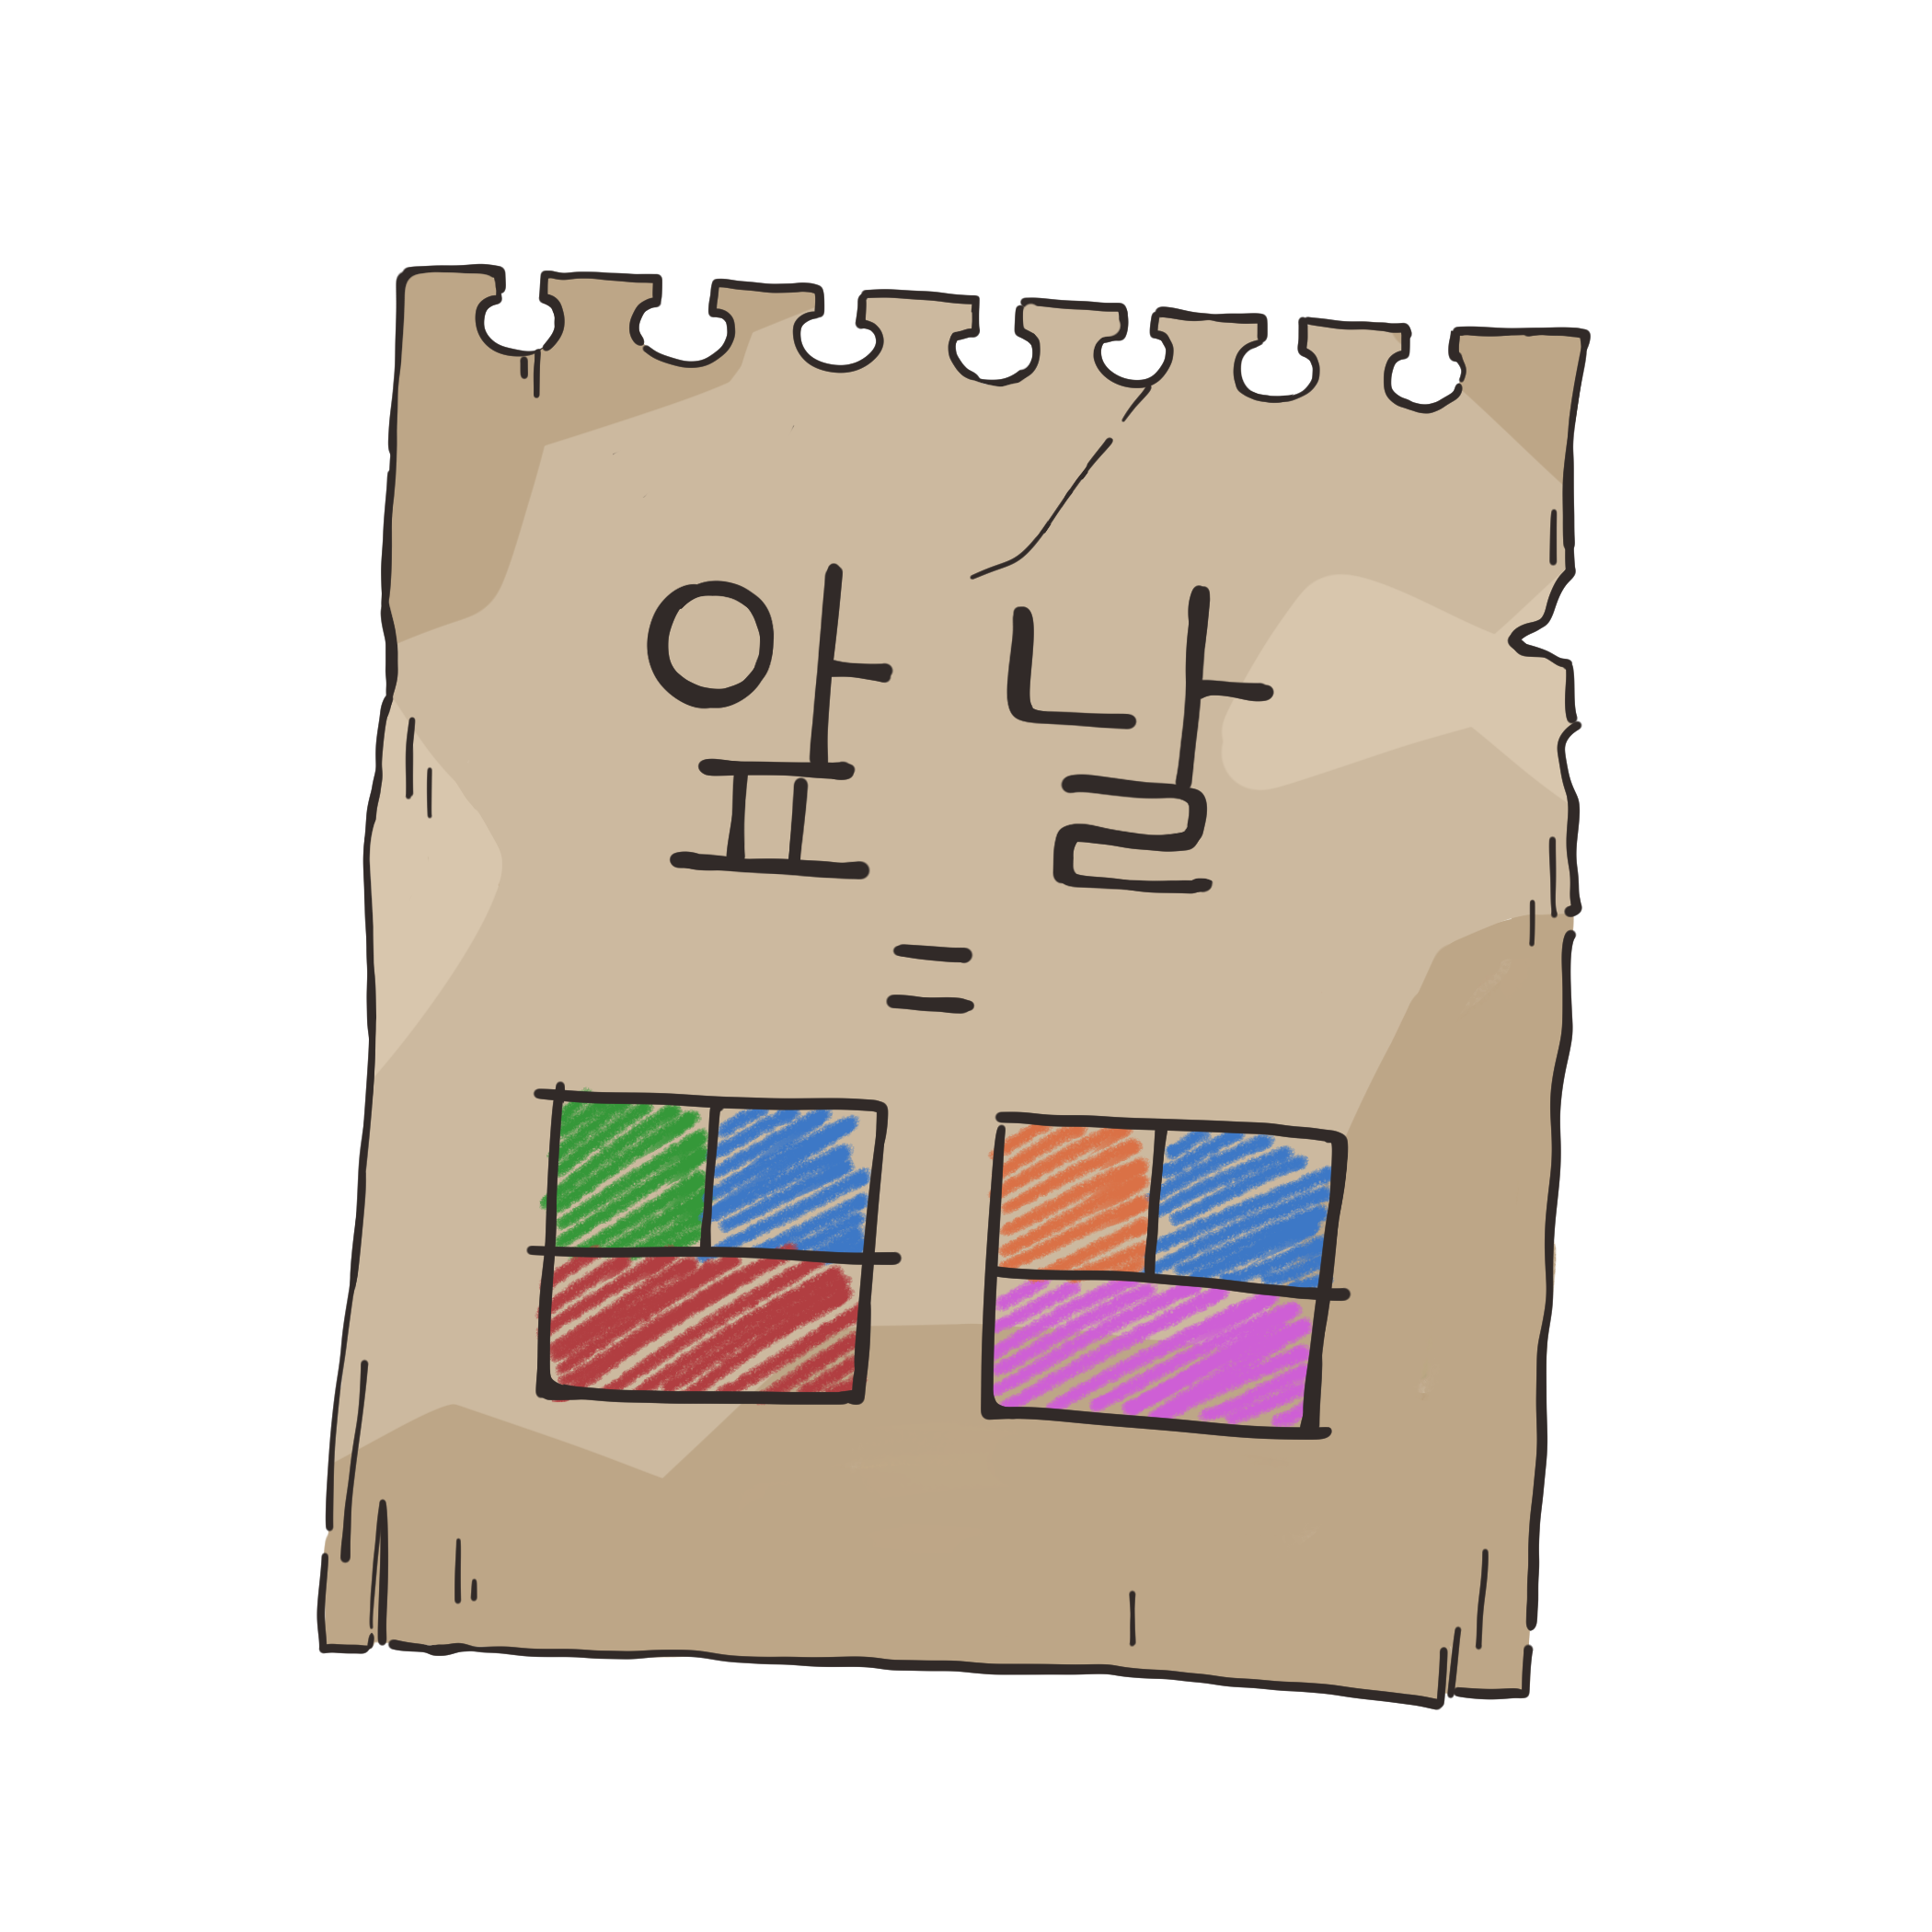 앞 날
=